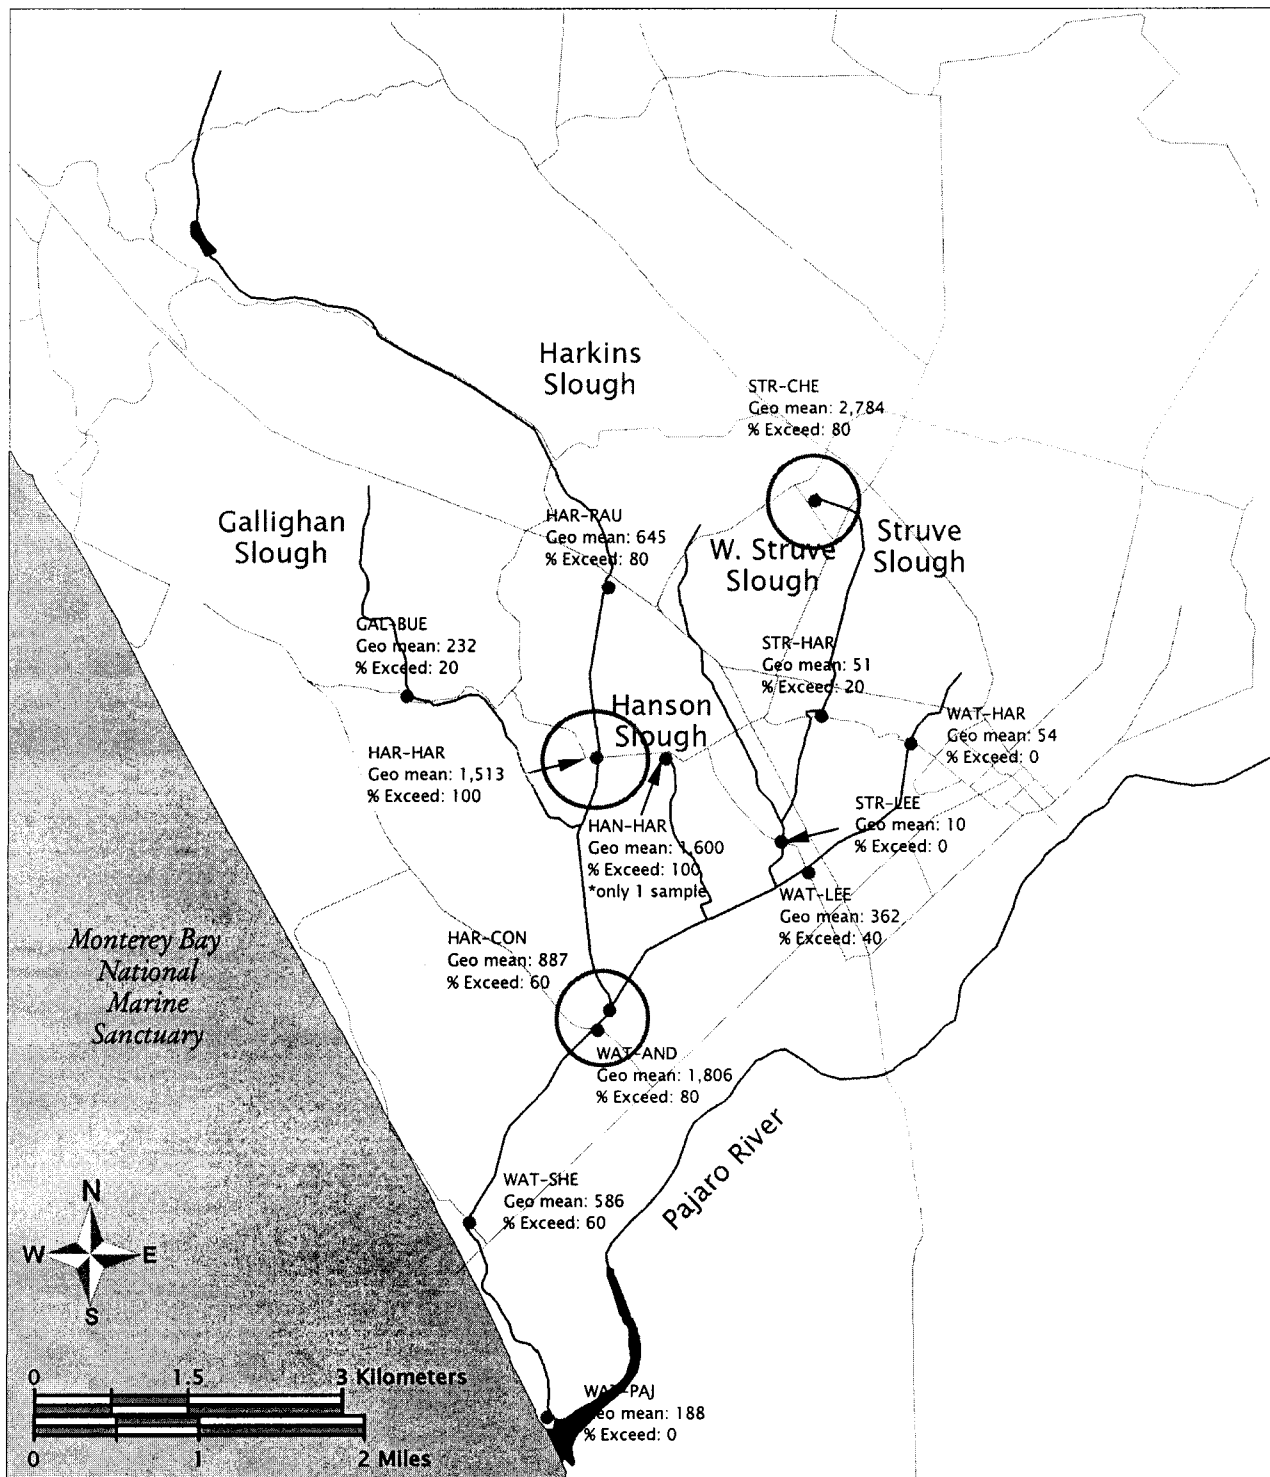 Harkins
Slough
STR-CHE
Geo mean: 2,784
% Exceed: 80
Gallighan
Slough
HAR-PAU
Geo mean: 645
% Exceed: 80
W. Struve
Slough
Struve
Slough
GAL-BUE
Geo mean: 232
% Exceed: 20
STR-HAR
Geo mean: 51
% Exceed: 20
Hanson
Slough
WAT-HAR
Geo mean: 54
% Exceed: 0
HAR-HAR
Geo mean: 1,513
% Exceed: 100
STR-LEE
Geo mean: 10
% Exceed: 0
HAN-HAR
Geo mean: 1,600
% Exceed: 100
*only 1 sample
WAT-LEE
Geo mean: 362
% Exceed: 40
Monterey Bay
National
Marine
Sanctuary
HAR-CON
Geo mean: 887
% Exceed: 60
WAT-AND
Geo mean: 1,806
% Exceed: 80
Pajaro River
WAT-SHE
Geo mean: 586
% Exceed: 60
N
W E
S
0 1.5 3 Kilometers
WAT-PAJ
Geo mean: 188
% Exceed: 0
0 1 2 Miles